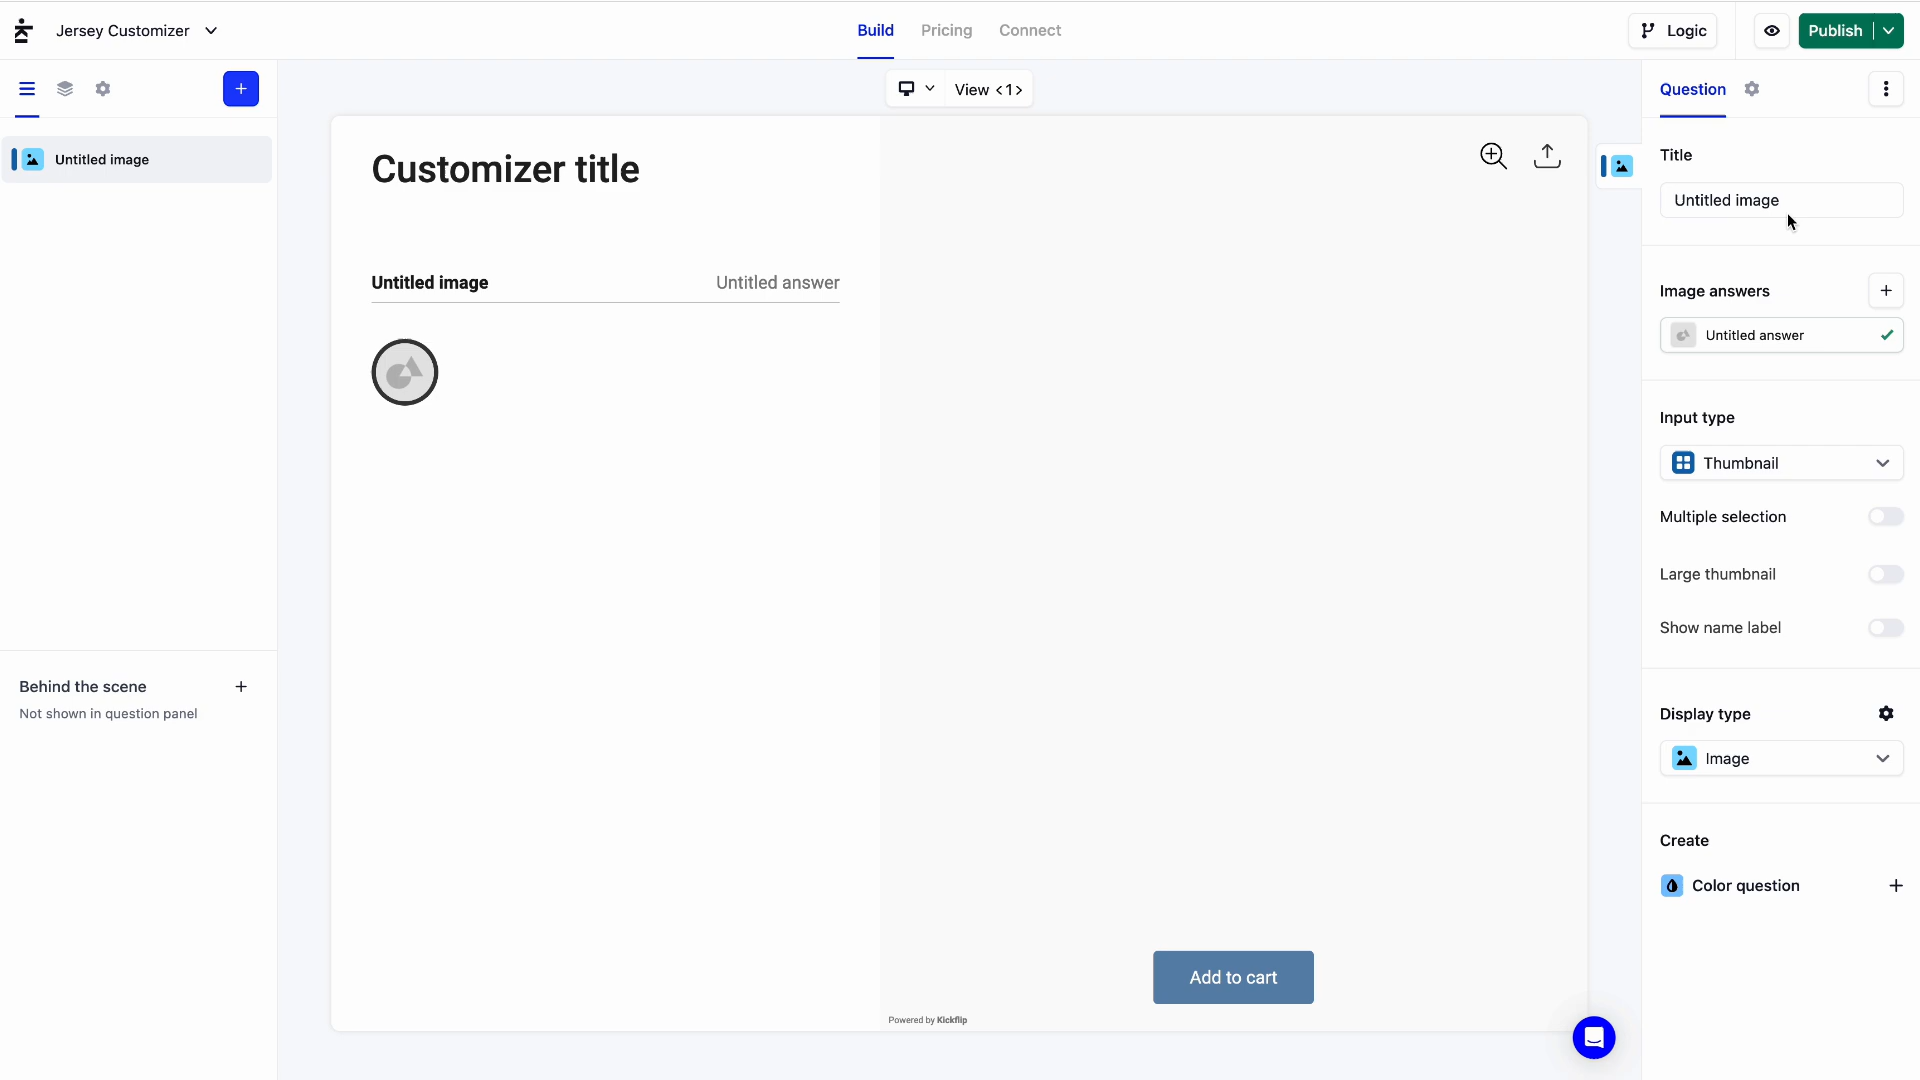 Jersey Customizer
Build
Pricing
Connect
Logic
Publish
View <1>
Question
Untitled image
Customizer title
Untitled image
Untitled answer
Add to cart
Powered by Kickflip
Behind the scene
Not shown in question panel
Title
Untitled image
Image answers
Untitled answer
Input type
Thumbnail
Multiple selection
Large thumbnail
Show name label
Display type
Image
Create
Color question